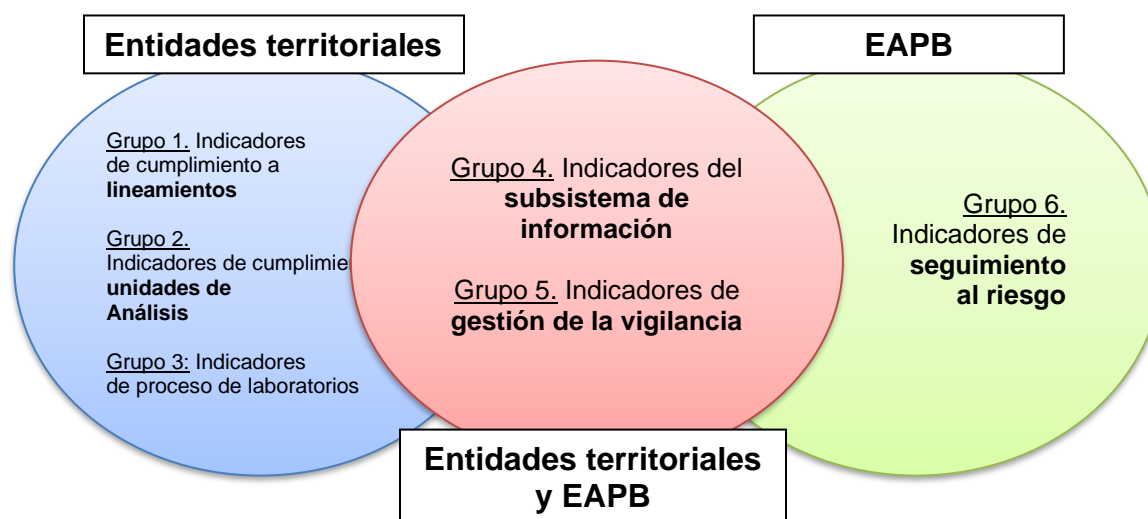 Entidades territoriales
EAPB
Grupo 1. Indicadores
de cumplimiento a
lineamientos
Grupo 2.
Indicadores de cumplimie
unidades de
Análisis
Grupo 3: Indicadores
de proceso de laboratorios
Grupo 4. Indicadores del
subsistema de
información
Grupo 5. Indicadores de
gestión de la vigilancia
Grupo 6.
Indicadores de
seguimiento
al riesgo
Entidades territoriales
y EAPB